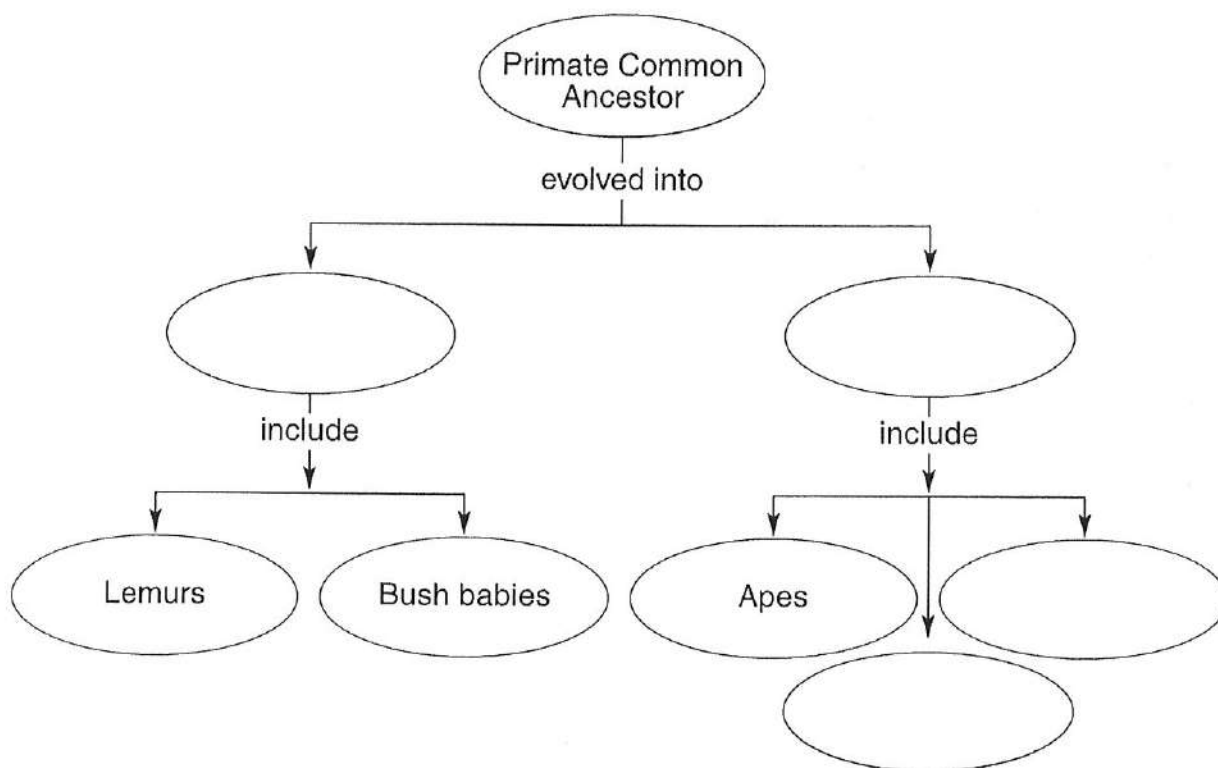 Primate Common
Ancestor
evolved into
include
include
Lemurs
Bush babies
Apes